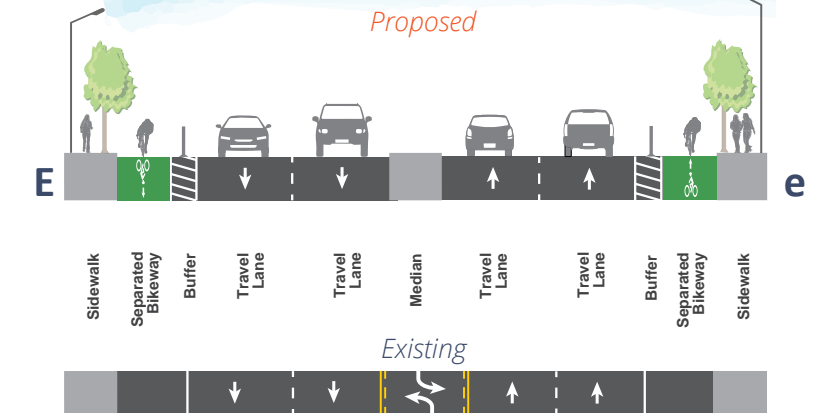 Proposed
E
e
Sidewalk
Separated
Bikeway
Buffer
Travel
Lane
Travel
Lane
Median
Travel
Lane
Travel
Lane
Buffer
Separated
Bikeway
Sidewalk
Existing